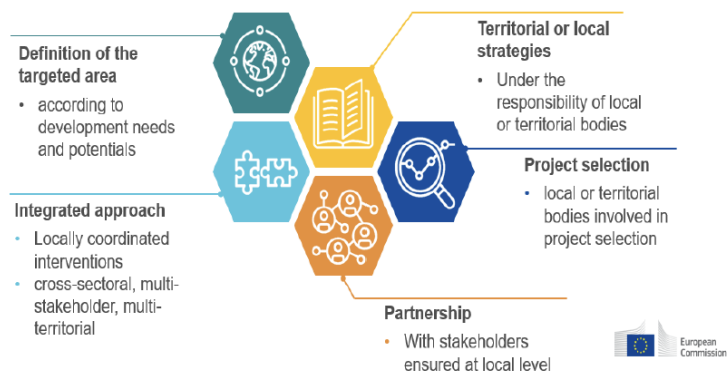 Definition of the
targeted area
• according to
development needs
and potentials
Territorial or local
strategies
• Under the
responsibility of local
or territorial bodies
Integrated approach
• Locally coordinated
interventions
• cross-sectoral, multi-
stakeholder, multi-
territorial
Project selection
• local or territorial
bodies involved in
project selection
Partnership
• With stakeholders
ensured at local level
European
Commission